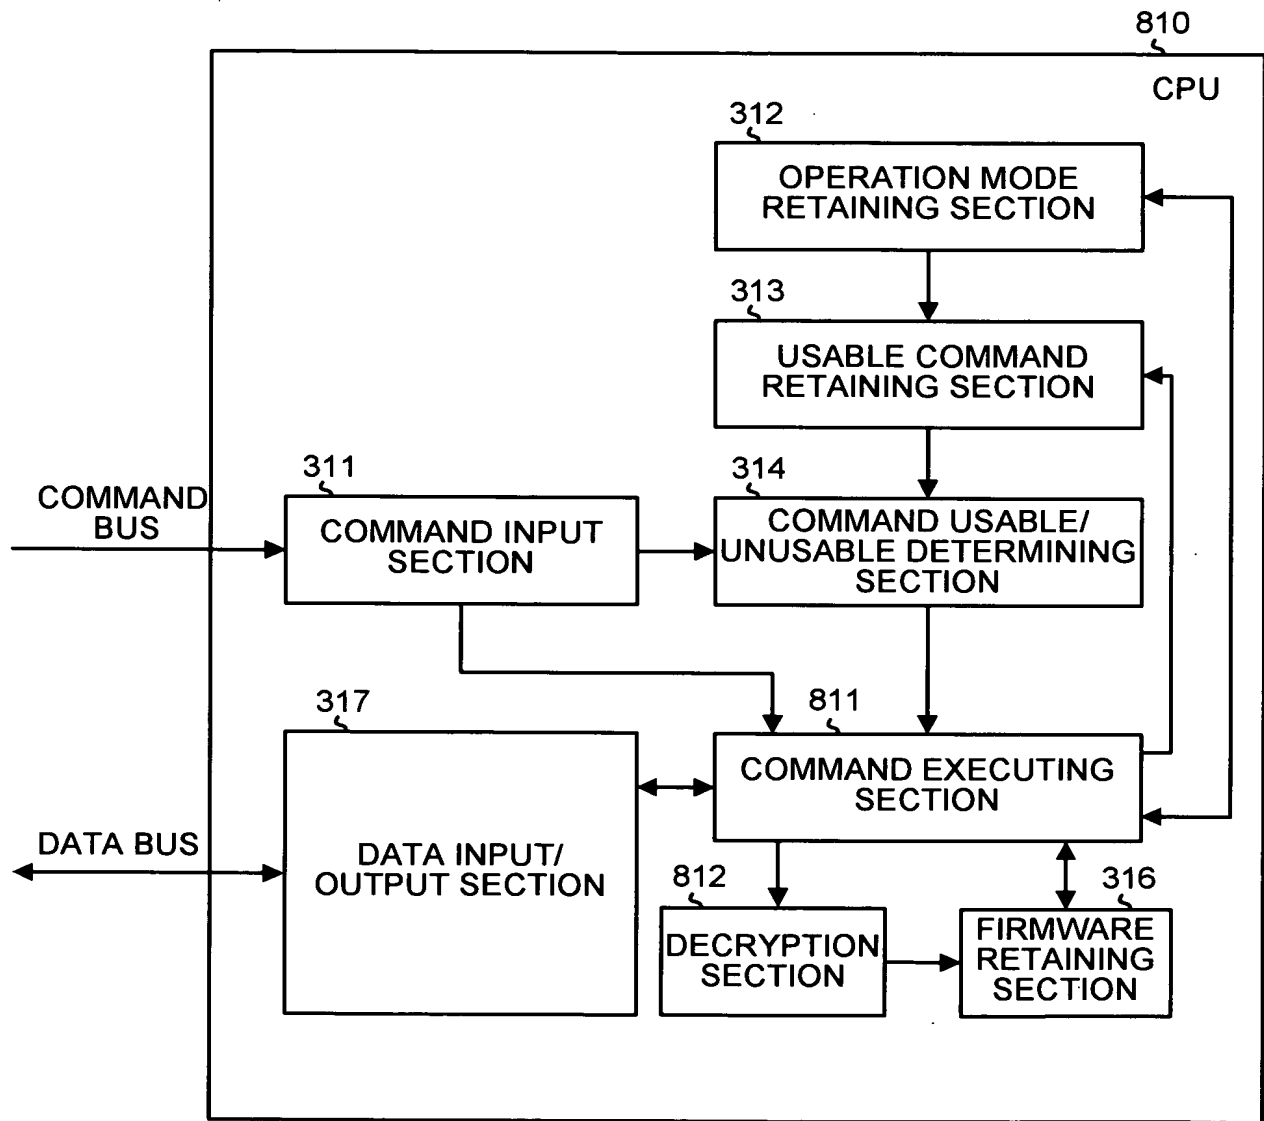 810
CPU
312
OPERATION MODE
RETAINING SECTION
313
USABLE COMMAND
RETAINING SECTION
311
314
COMMAND
BUS
COMMAND INPUT
SECTION
COMMAND USABLE/
UNUSABLE DETERMINING
SECTION
317
811
COMMAND EXECUTING
SECTION
DATA BUS
DATA INPUT/
OUTPUT SECTION
812
316
DECRYPTION
SECTION
FIRMWARE
RETAINING
SECTION